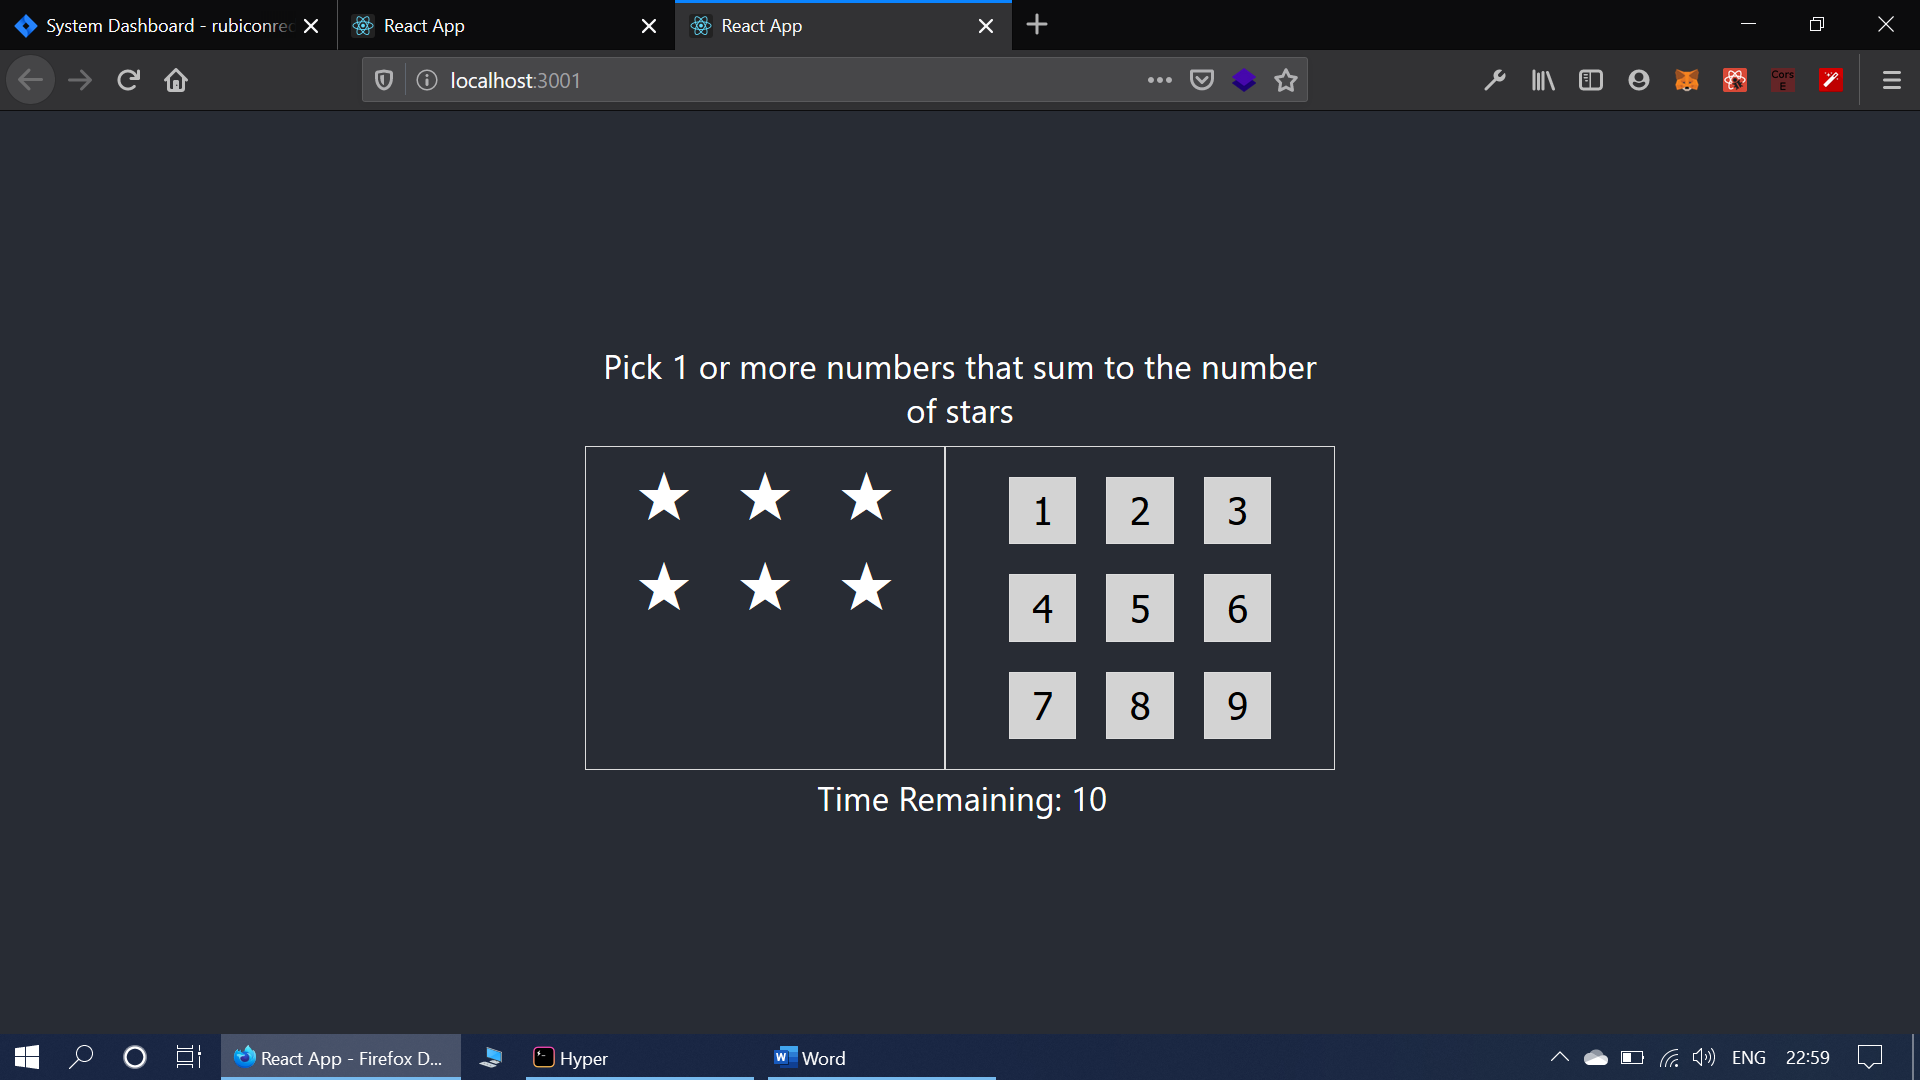 System Dashboard - rubiconrec
React App
React App
localhost:3001
Cors
E
Pick 1 or more numbers that sum to the number
of stars
1 2 3
4 5 6
7 8 9
Time Remaining: 10
React App - Firefox D...
Hyper
Word
ENG
22:59